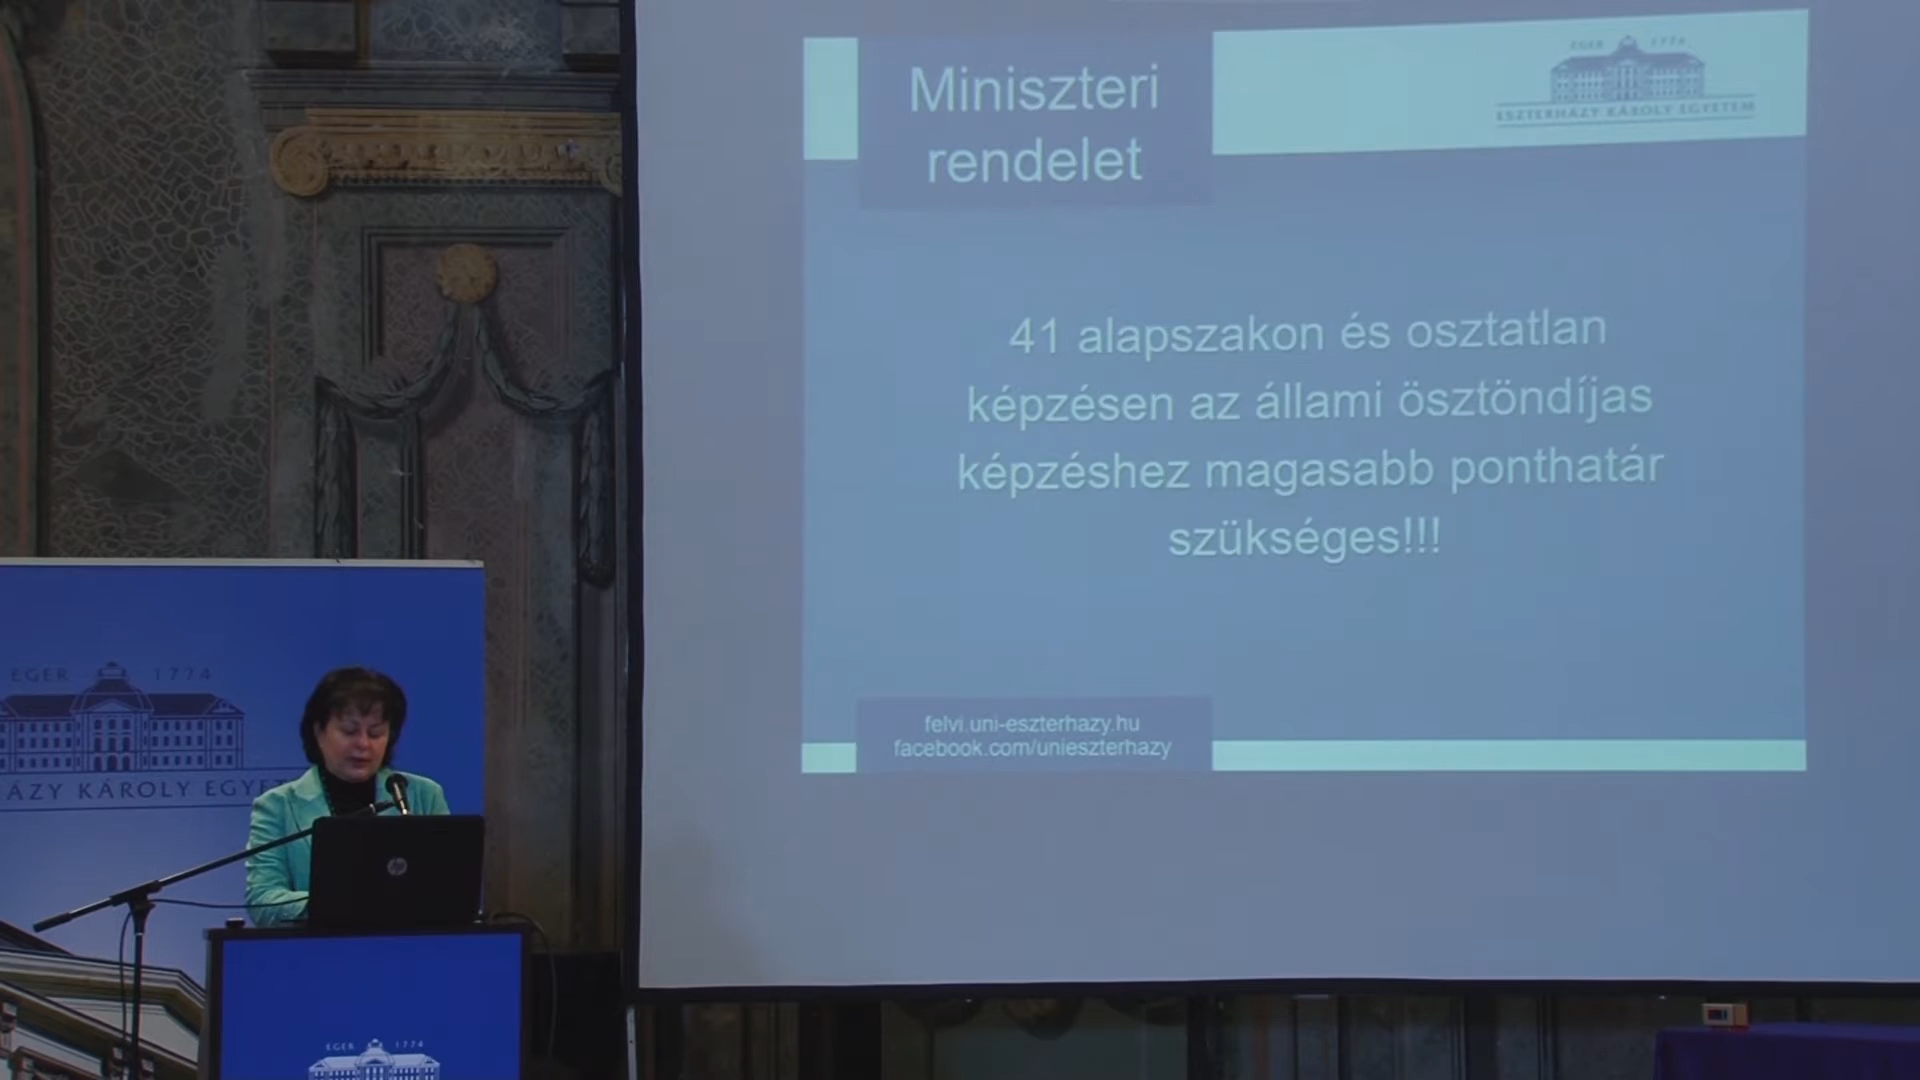 Miniszteri
rendelet
EGER 1774
ESZTERHÁZY KÁROLY EGYETEM
41 alapszakon és osztatlan
képzésen az állami ösztöndíjas
képzéshez magasabb ponthatár
szükséges!!!
felvi.uni-eszterhazy.hu
facebook.com/unieszterhazy
EGER 1774
ÁZY KÁROLY EGYET
hp
EGER 1774